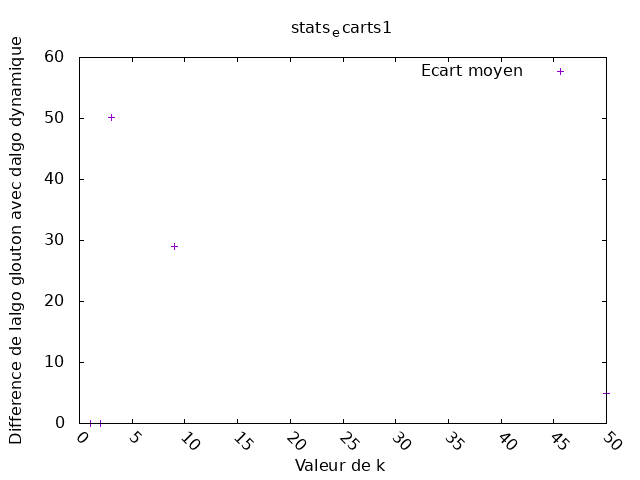 stats_ecarts1
Ecart moyen
Difference de lalgo glouton avec dalgo dynamique
60
50
40
30
20
10
0
0 5 10 15 20 25 30 35 40 45 50
Valeur de k